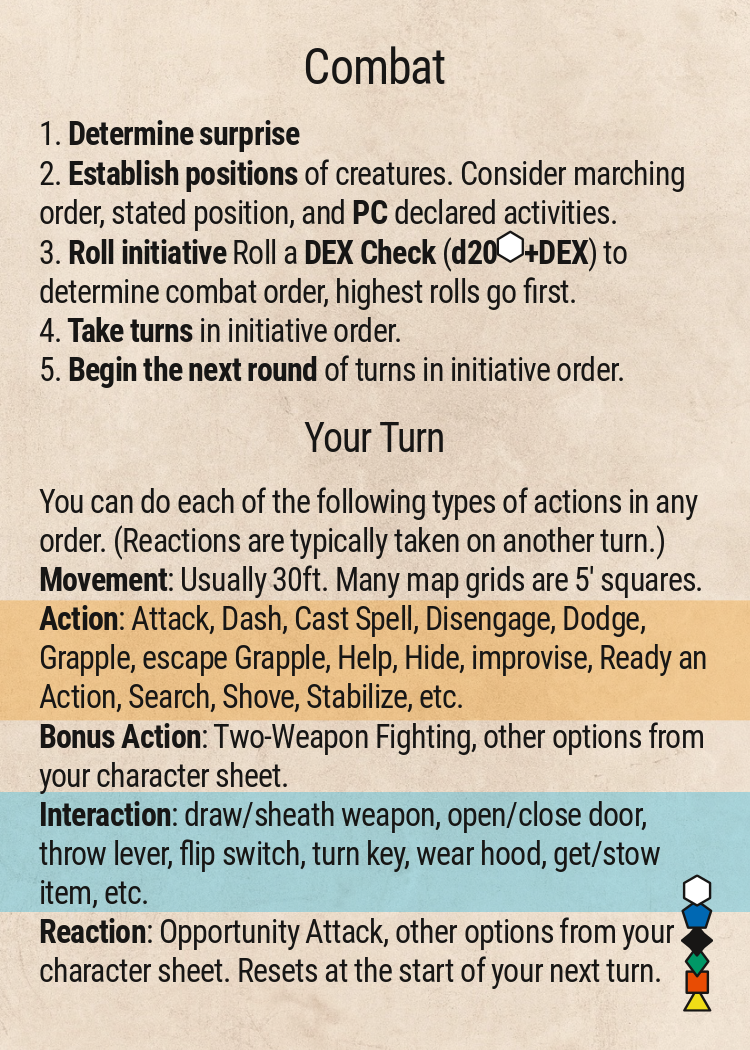 Combat
1. Determine surprise
2. Establish positions of creatures. Consider marching
order, stated position, and PC declared activities.
3. Roll initiative Roll a DEX Check (d20 +DEX) to
determine combat order, highest rolls go first.
4. Take turns in initiative order.
5. Begin the next round of turns in initiative order.
Your Turn
You can do each of the following types of actions in any
order. (Reactions are typically taken on another turn.)
Movement: Usually 30ft. Many map grids are 5' squares.
Action: Attack, Dash, Cast Spell, Disengage, Dodge,
Grapple, escape Grapple, Help, Hide, improvise, Ready an
Action, Search, Shove, Stabilize, etc.
Bonus Action: Two-Weapon Fighting, other options from
your character sheet.
Interaction: draw/sheath weapon, open/close door,
throw lever, flip switch, turn key, wear hood, get/stow
item, etc.
Reaction: Opportunity Attack, other options from your
character sheet. Resets at the start of your next turn.